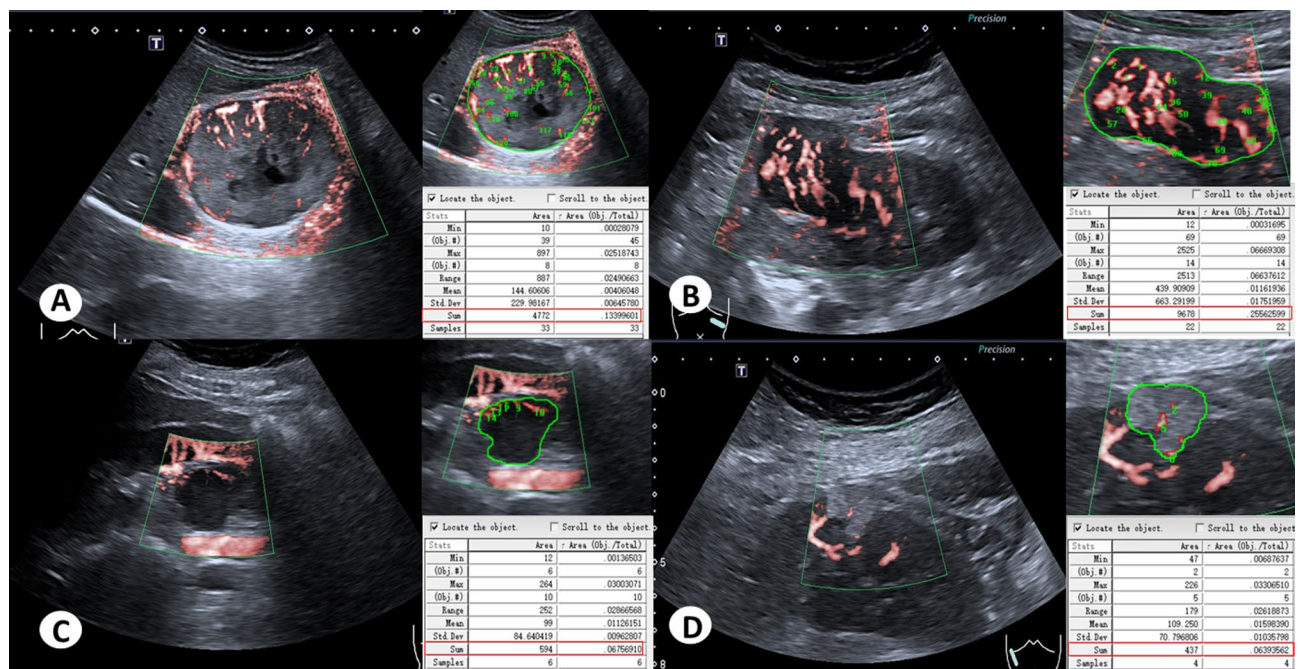 T
A
Locate the object. Scroll to the object.
Stats Area Area (Obj./Total)
Min 10 .00028079
(Obj.#) 39 45
Max 897 .02518743
(Obj.#) 8 8
Range 887 .02490663
Mean 144.60606 .00406048
Std.Dev 229.98167 .00645780
Sum 4772 .13399601
Samples 33 33
Precision
T
B
Locate the object. Scroll to the object.
Stats Area Area (Obj./Total)
Min 12 .00031695
(Obj.#) 69 69
Max 2525 .06669308
(Obj.#) 14 14
Range 2513 .06637612
Mean 439.90909 .01161936
Std.Dev 663.29199 .01751959
Sum 9678 .25562599
Samples 22 22
C
Locate the object. Scroll to the object.
Stats Area Area (Obj./Total)
Min 12 .00136503
(Obj.#) 6 6
Max 264 .03003071
(Obj.#) 10 10
Range 252 .02866568
Mean 99 .01126151
Std.Dev 84.640419 .00962807
Sum 594 .06756910
Samples 6 6
Precision
T
0
5
8
D
Locate the object. Scroll to the object.
Stats Area Area (Obj./Total)
Min 47 .00687637
(Obj.#) 2 2
Max 226 .03306510
(Obj.#) 5 5
Range 179 .02618873
Mean 109.250 .01598390
Std.Dev 70.796806 .01035798
Sum 437 .06393562
Samples 4 4